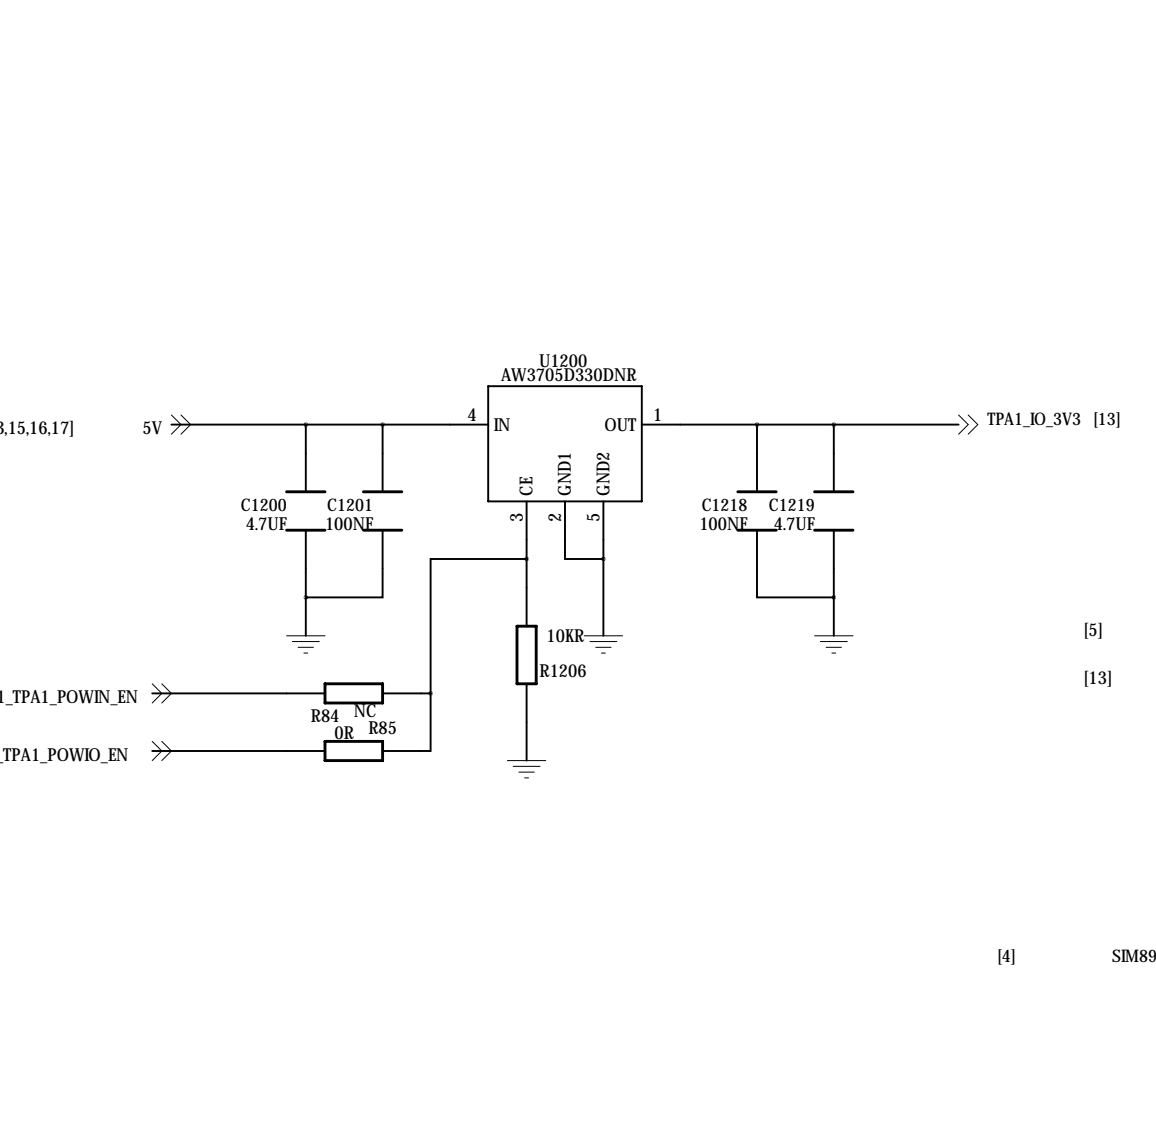 U1200
AW3705D330DNR
3,15,16,17]
5V
4
IN
OUT
1
TPA1_IO_3V3 [13]
CE
GND1
GND2
3
2
5
C1200
4.7UF
C1201
100NF
C1218
100NF
C1219
4.7UF
10KR
R1206
[5]
[13]
1_TPA1_POWIN_EN
R84
NC
0R
R85
_TPA1_POWIO_EN
[4]
SIM89